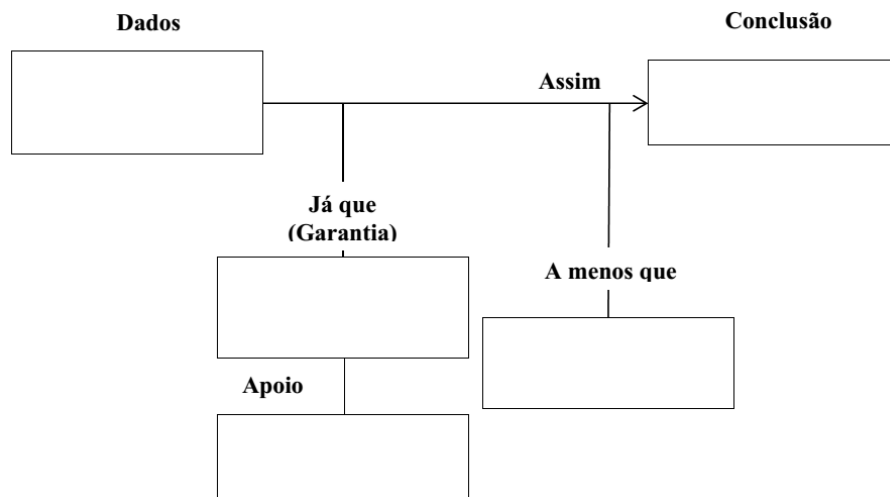 Dados
Conclusão
Assim
Já que
(Garantia)
A menos que
Apoio